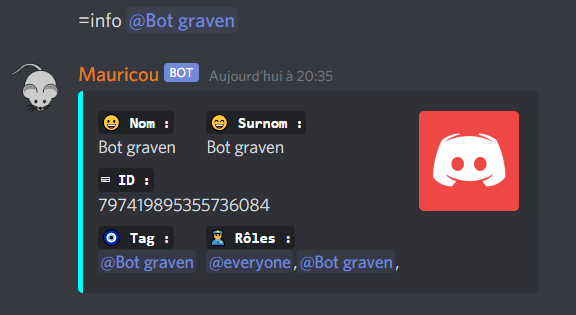 =info @Bot graven
Mauricou BOT Aujourd'hui à 20:35
😀 Nom : 😁 Surnom :
Bot graven Bot graven
🪪 ID :
797419895355736084
🧿 Tag : 👮 Rôles :
@Bot graven @everyone,@Bot graven,